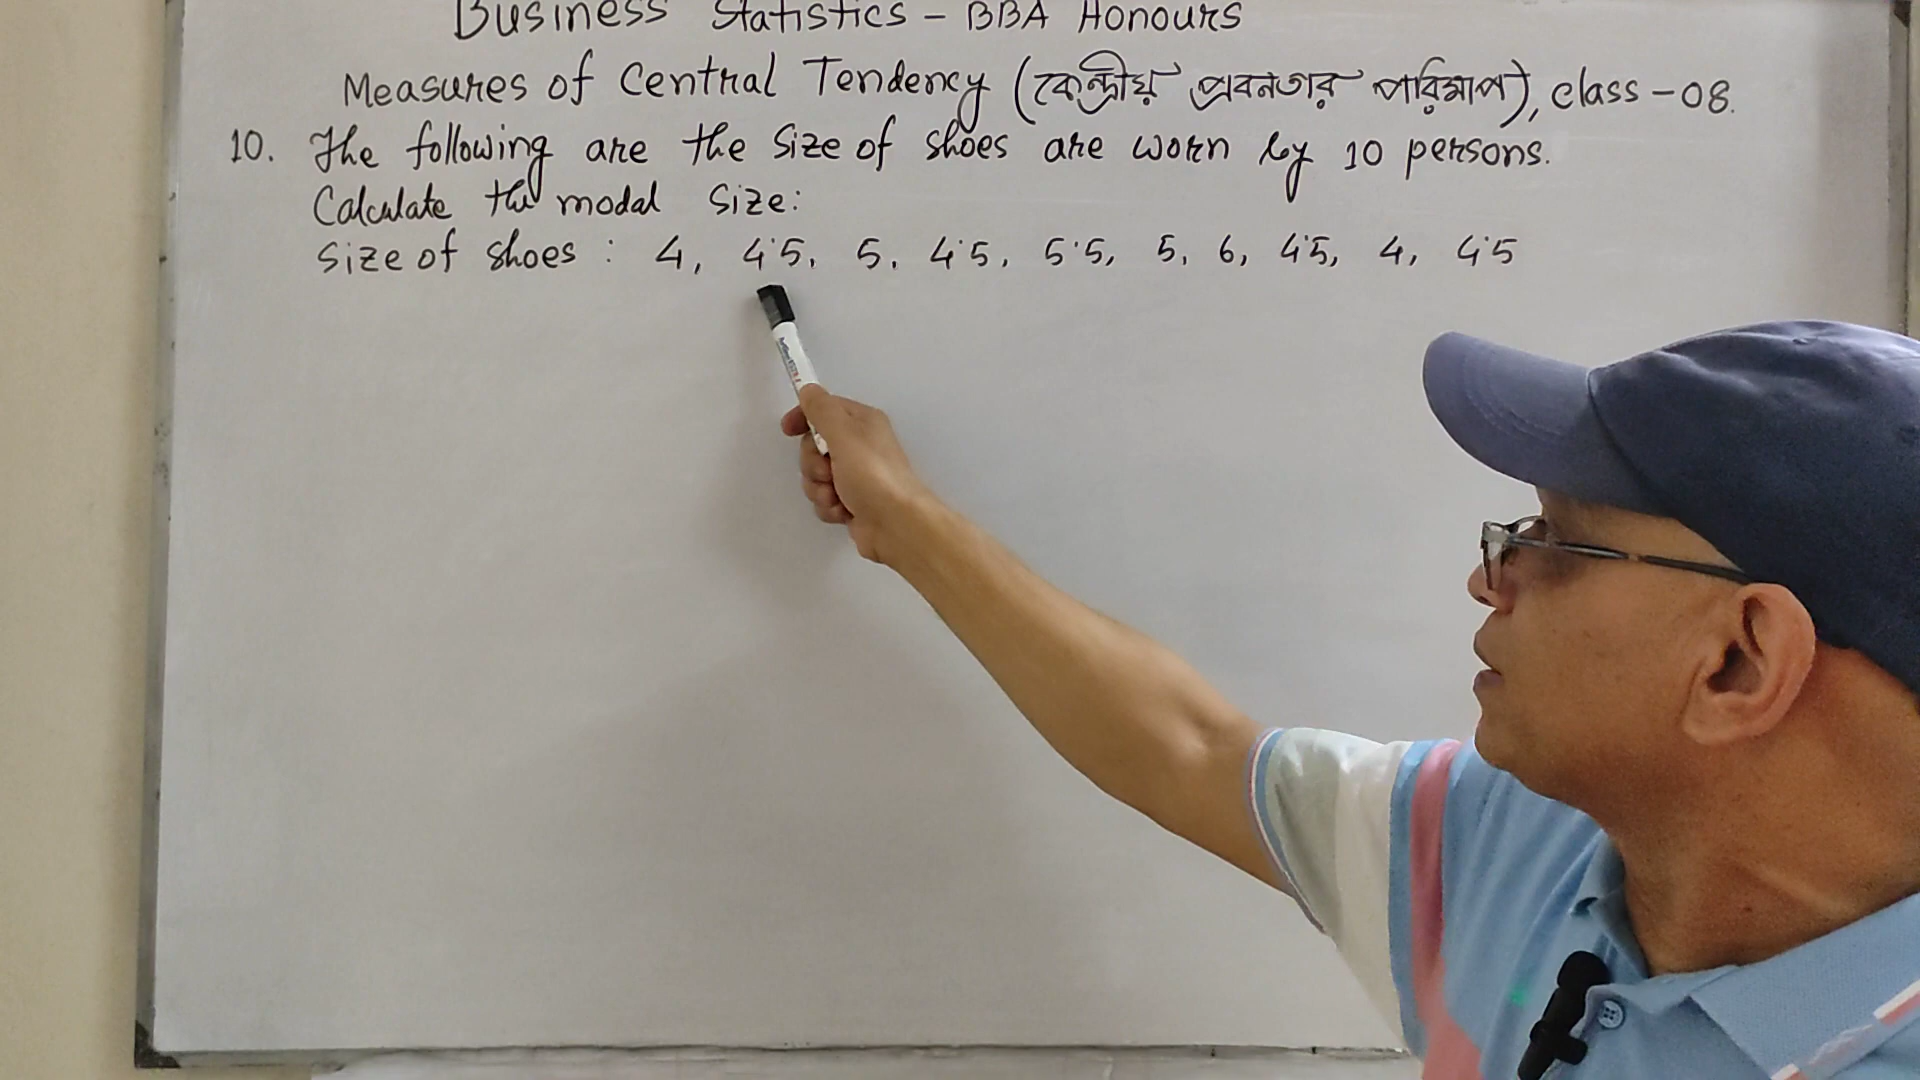 Business Statistics - BBA Honours
Measures of Central Tendency (কেন্দ্রীয় প্রবনতার পরিমাপ), class-08.
10. The following are the size of shoes are worn by 10 persons.
Calculate the modal size:
Size of shoes : 4, 4·5, 5, 4·5, 5·5, 5, 6, 4·5, 4, 4·5